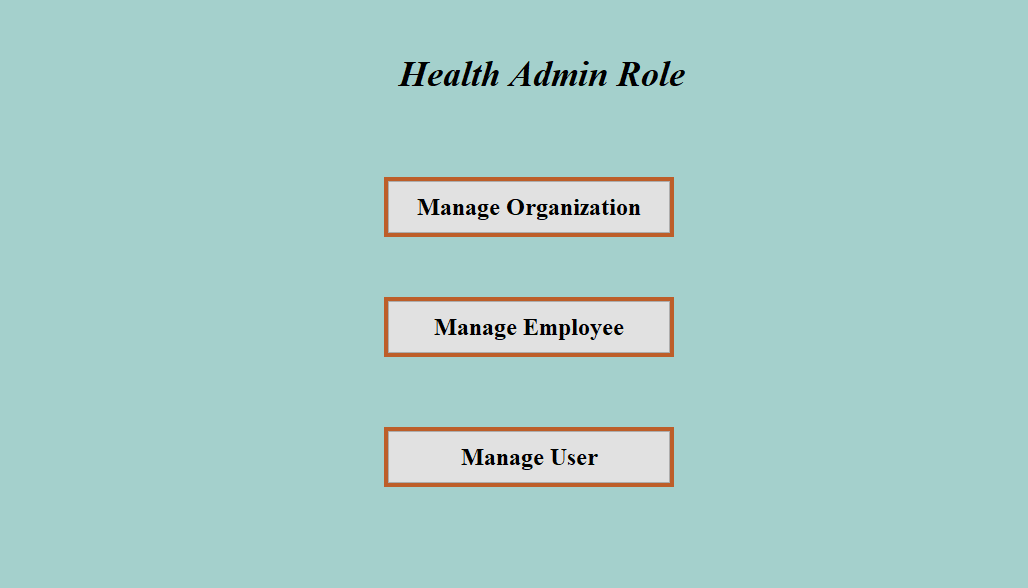 Health Admin Role
Manage Organization
Manage Employee
Manage User